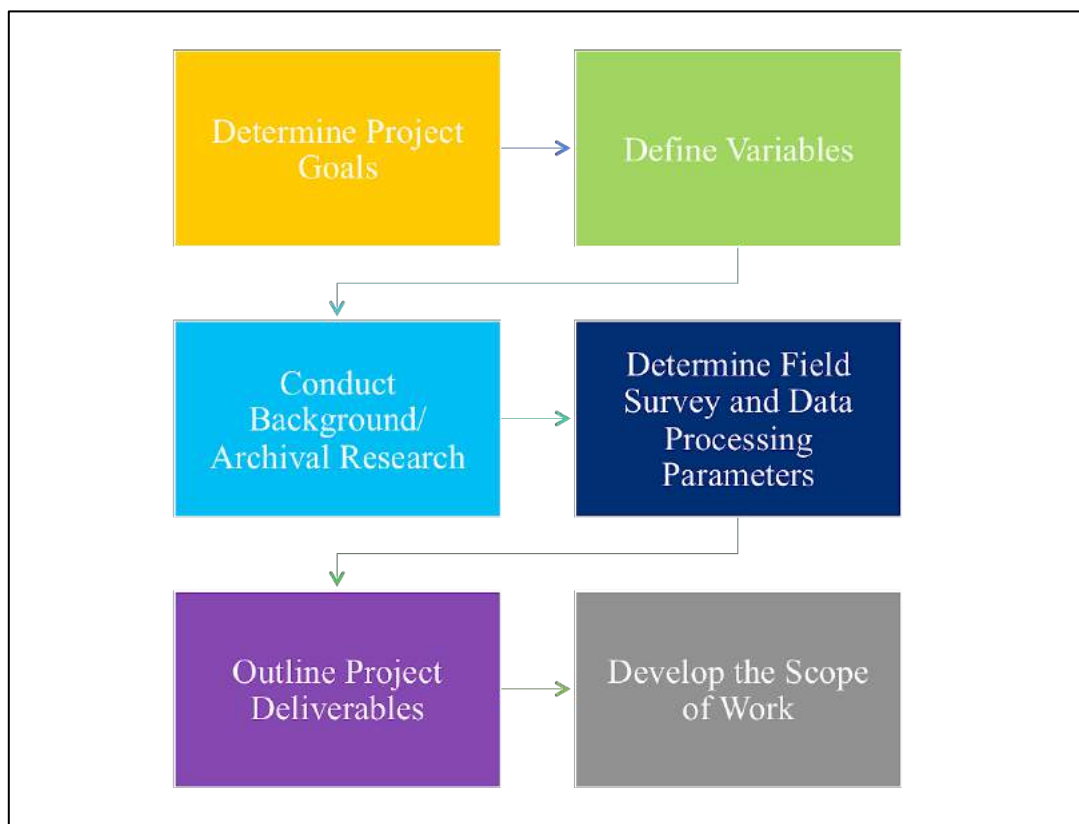 Determine Project
Goals
Define Variables
Conduct
Background/
Archival Research
Determine Field
Survey and Data
Processing
Parameters
Outline Project
Deliverables
Develop the Scope
of Work